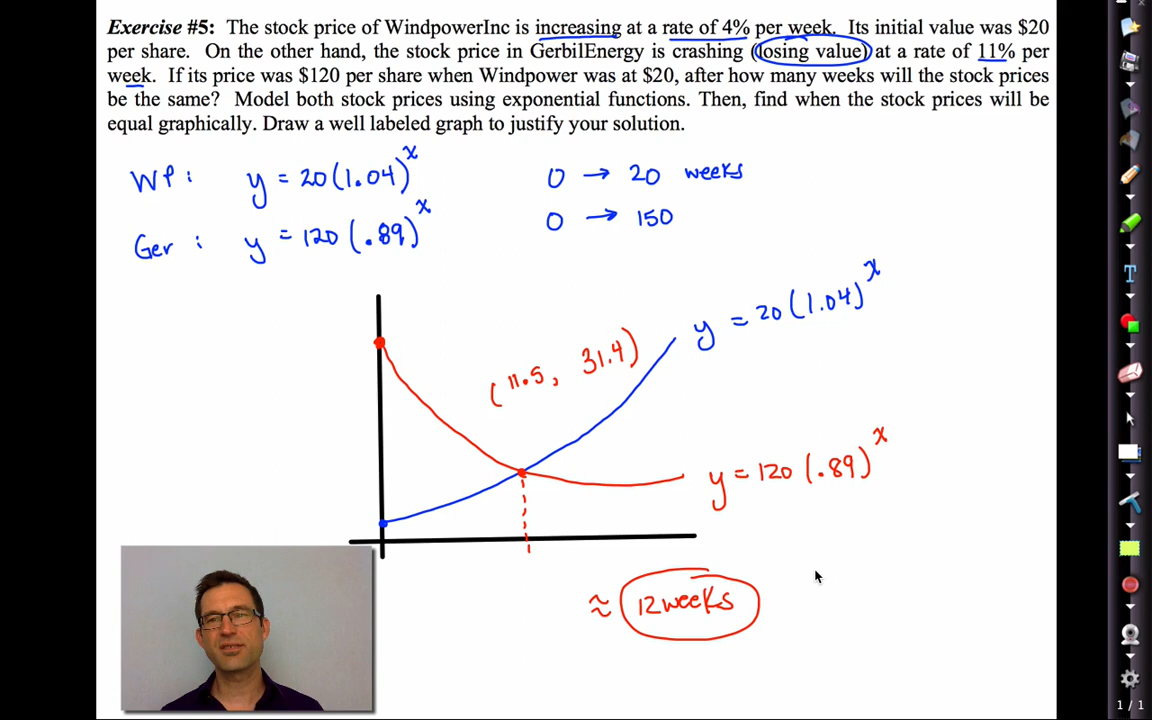 Exercise #5: The stock price of WindpowerInc is increasing at a rate of 4% per week. Its initial value was $20
per share. On the other hand, the stock price in GerbilEnergy is crashing (losing value) at a rate of 11% per
week. If its price was $120 per share when Windpower was at $20, after how many weeks will the stock prices
be the same? Model both stock prices using exponential functions. Then, find when the stock prices will be
equal graphically. Draw a well labeled graph to justify your solution.
WP: y = 20(1.04)^x 0 → 20 weeks
Ger: y = 120(.89)^x 0 → 150
y = 20(1.04)^x
(11.5, 31.4)
y = 120(.89)^x
≈ 12 weeks
T
1 / 1